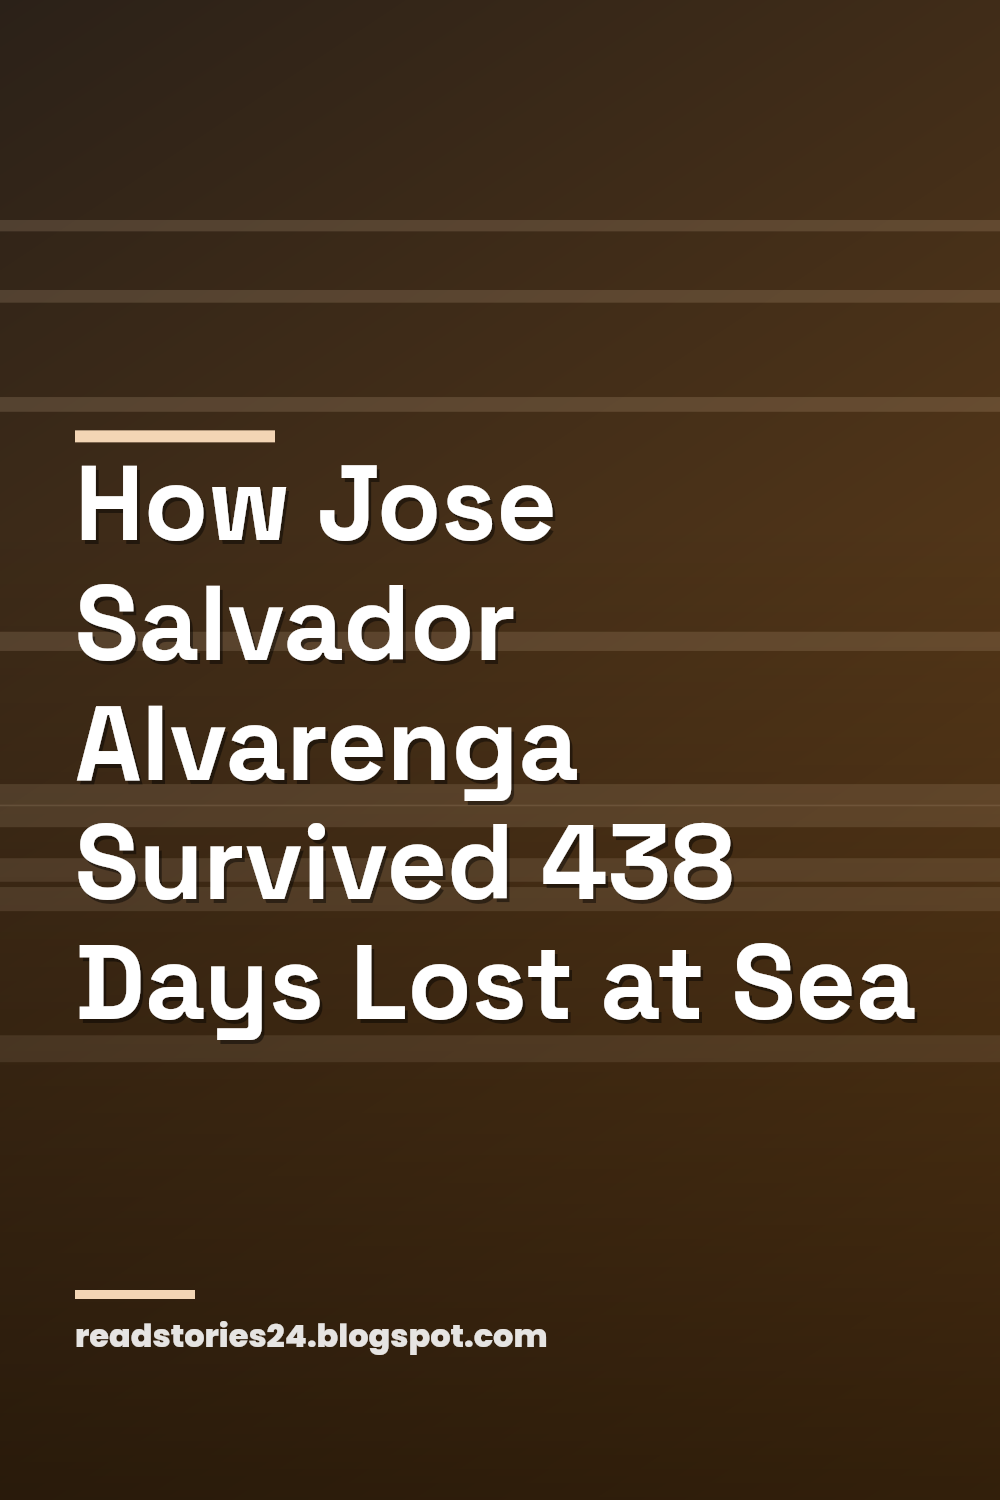 How Jose
Salvador
Alvarenga
Survived 438
Days Lost at Sea
readstories24.blogspot.com